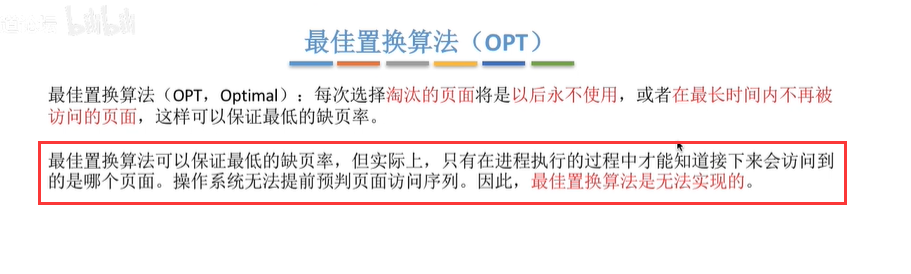 bilibili
最佳置换算法（OPT）
最佳置换算法（OPT，Optimal）：每次选择淘汰的页面将是以后永不使用，或者在最长时间内不再被
访问的页面，这样可以保证最低的缺页率。
最佳置换算法可以保证最低的缺页率，但实际上，只有在进程执行的过程中才能知道接下来会访问到
的是哪个页面。操作系统无法提前预判页面访问序列。因此，最佳置换算法是无法实现的。